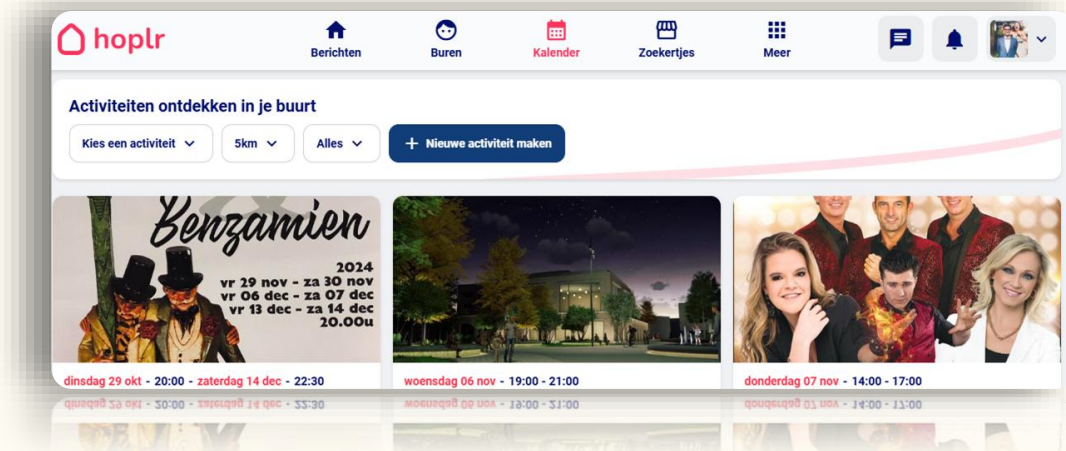 hoplr
Berichten
Buren
Kalender
Zoekertjes
Meer
Activiteiten ontdekken in je buurt
Kies een activiteit
5km
Alles
+ Nieuwe activiteit maken
Benzamien
2024
vr 29 nov - za 30 nov
vr 06 dec - za 07 dec
vr 13 dec - za 14 dec
20.00u
dinsdag 29 okt - 20:00 - zaterdag 14 dec - 22:30
woensdag 06 nov - 19:00 - 21:00
donderdag 07 nov - 14:00 - 17:00